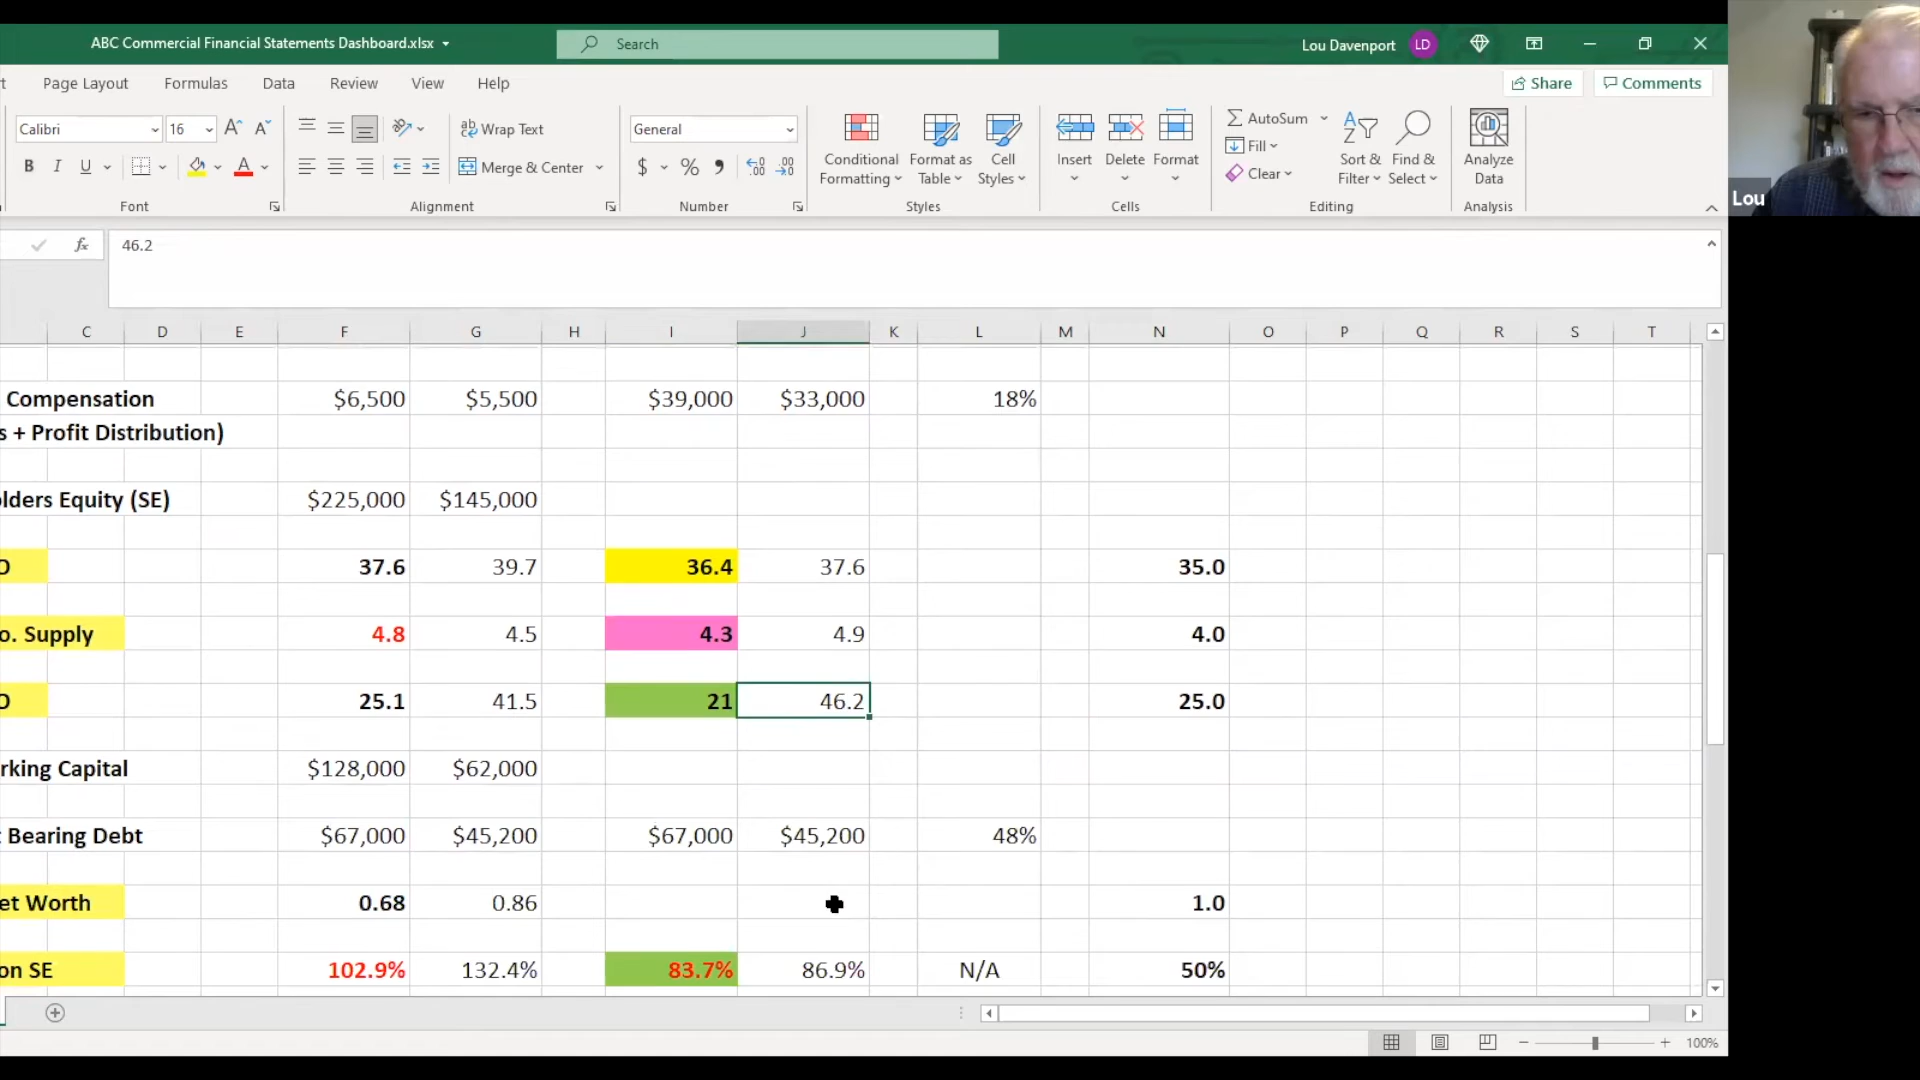 ABC Commercial Financial Statements Dashboard.xlsx
Search
Lou Davenport LD
Page Layout Formulas Data Review View Help
Share Comments
Calibri 16 A A
Wrap Text
General
Conditional Formatting
Format as Table
Cell Styles
Insert Delete Format
AutoSum
Fill
Clear
Sort & Filter
Find & Select
Analyze Data
B I U A
Merge & Center
$ % , .00 .00
Font Alignment Number Styles Cells Editing Analysis
Lou
fx 46.2
C D E F G H I J K L M N O P Q R S T
Compensation $6,500 $5,500 $39,000 $33,000 18%
s + Profit Distribution)
olders Equity (SE) $225,000 $145,000
O 37.6 39.7 36.4 37.6 35.0
o. Supply 4.8 4.5 4.3 4.9 4.0
O 25.1 41.5 21 46.2 25.0
rking Capital $128,000 $62,000
t Bearing Debt $67,000 $45,200 $67,000 $45,200 48%
et Worth 0.68 0.86 1.0
on SE 102.9% 132.4% 83.7% 86.9% N/A 50%
100%